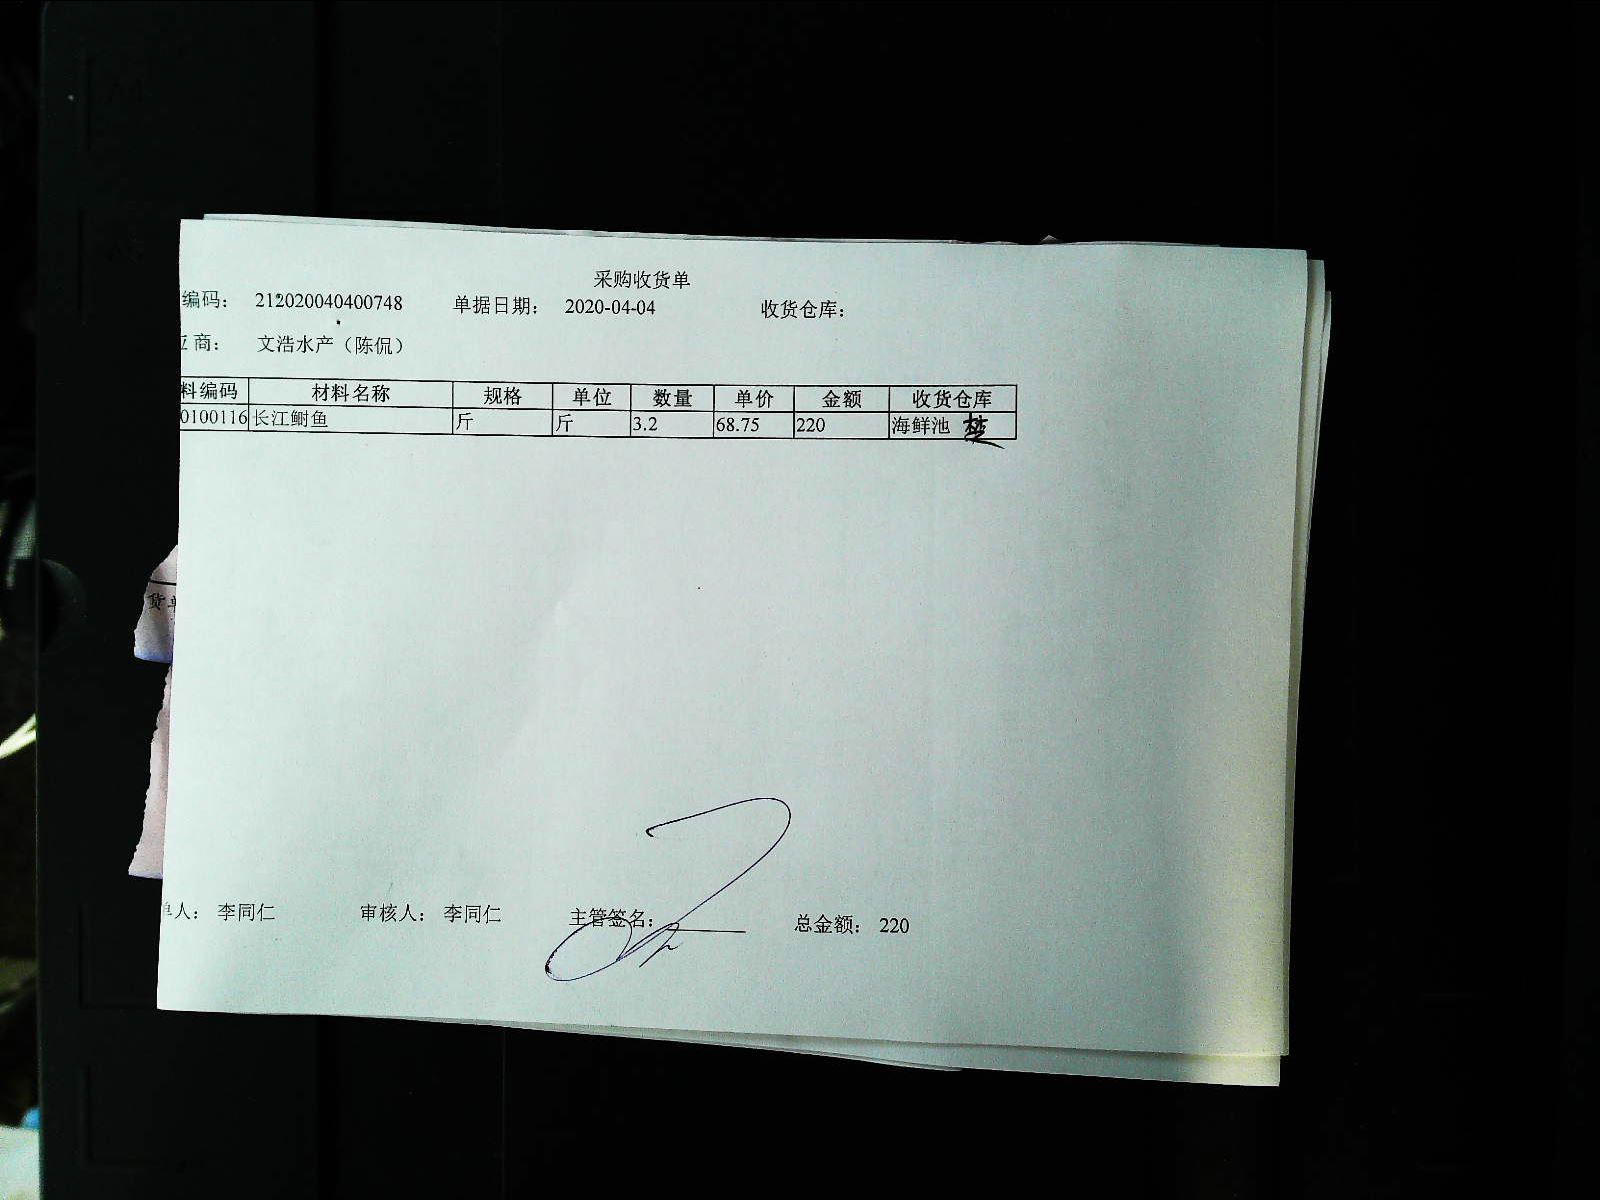 采购收货单
编码： 212020040400748 单据日期： 2020-04-04 收货仓库：
商： 文浩水产（陈侃）
料编码 材料名称 规格 单位 数量 单价 金额 收货仓库
0100116 长江鲥鱼 斤 斤 3.2 68.75 220 海鲜池
货单
单人： 李同仁 审核人： 李同仁 主管签名： 总金额： 220